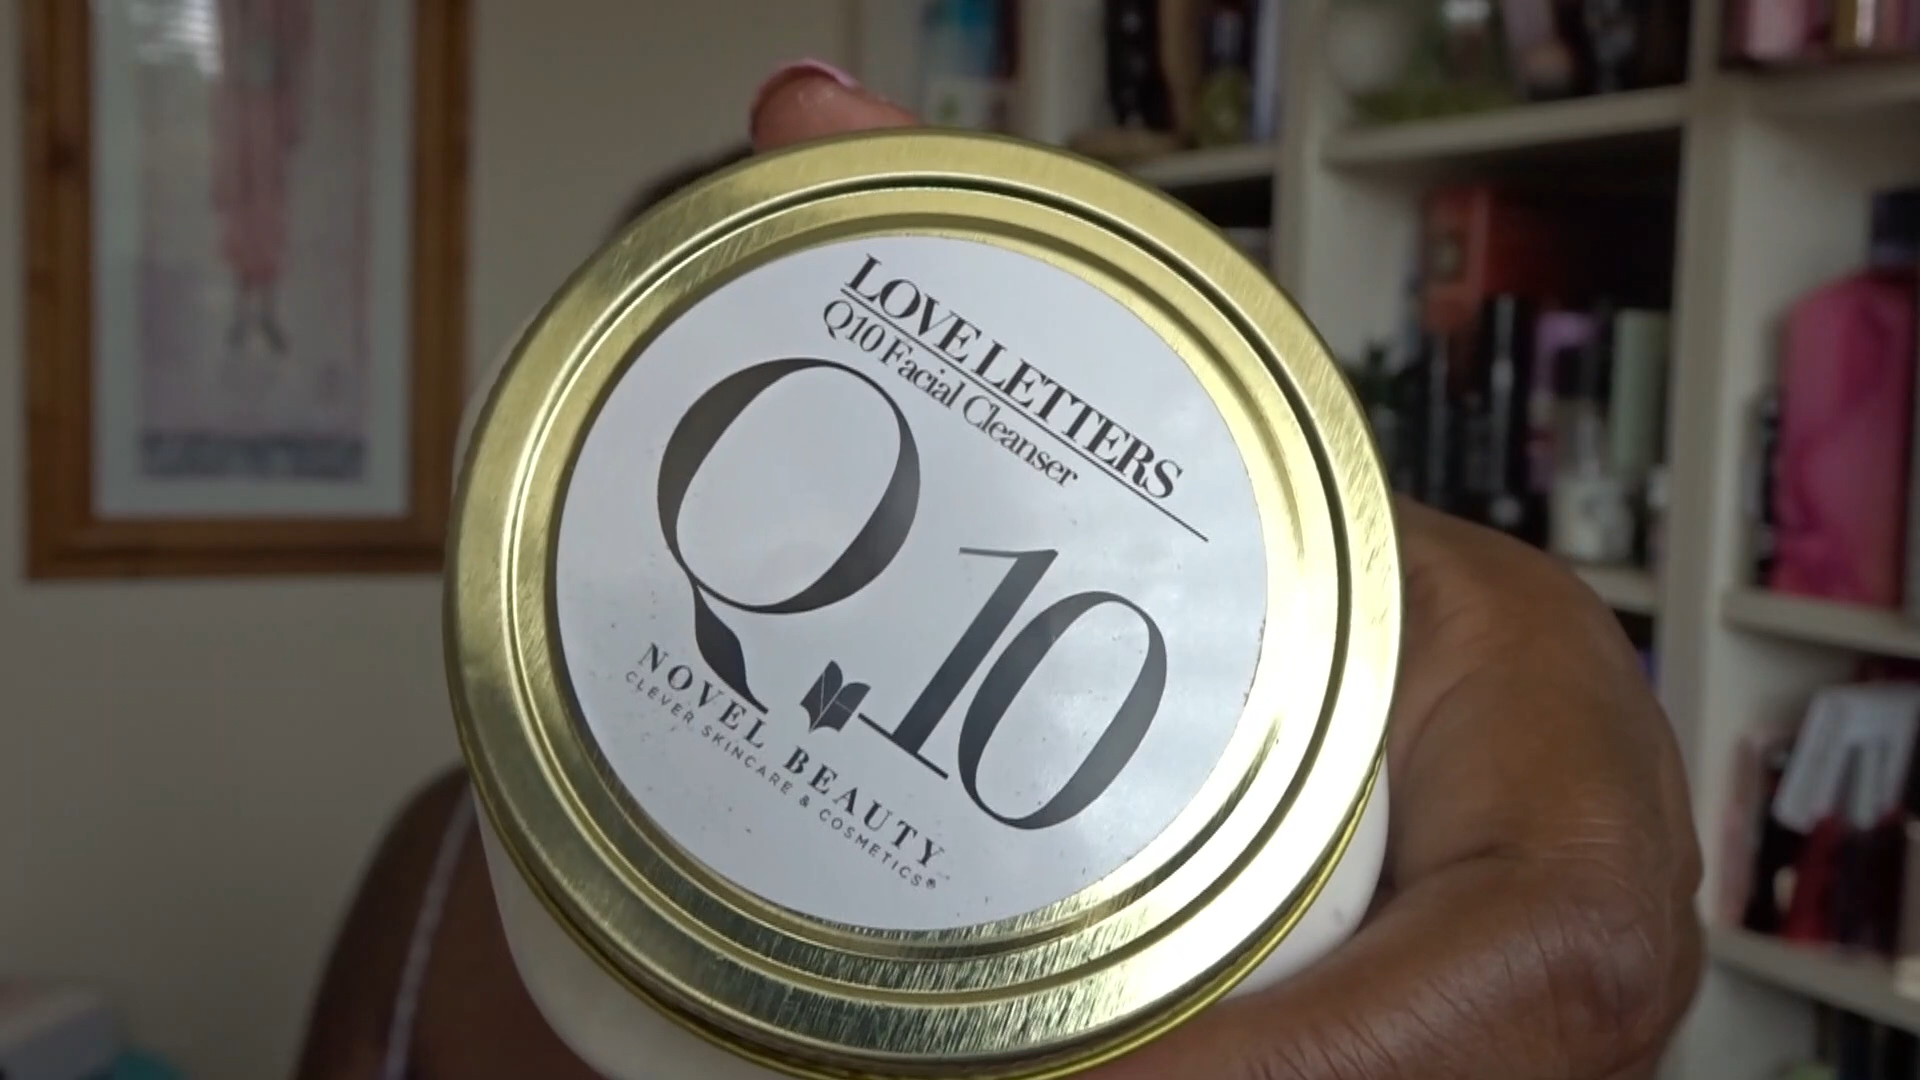 LOVE LETTERS
Q10 Facial Cleanser
Q10
NOVEL BEAUTY
CLEVER SKINCARE & COSMETICS®